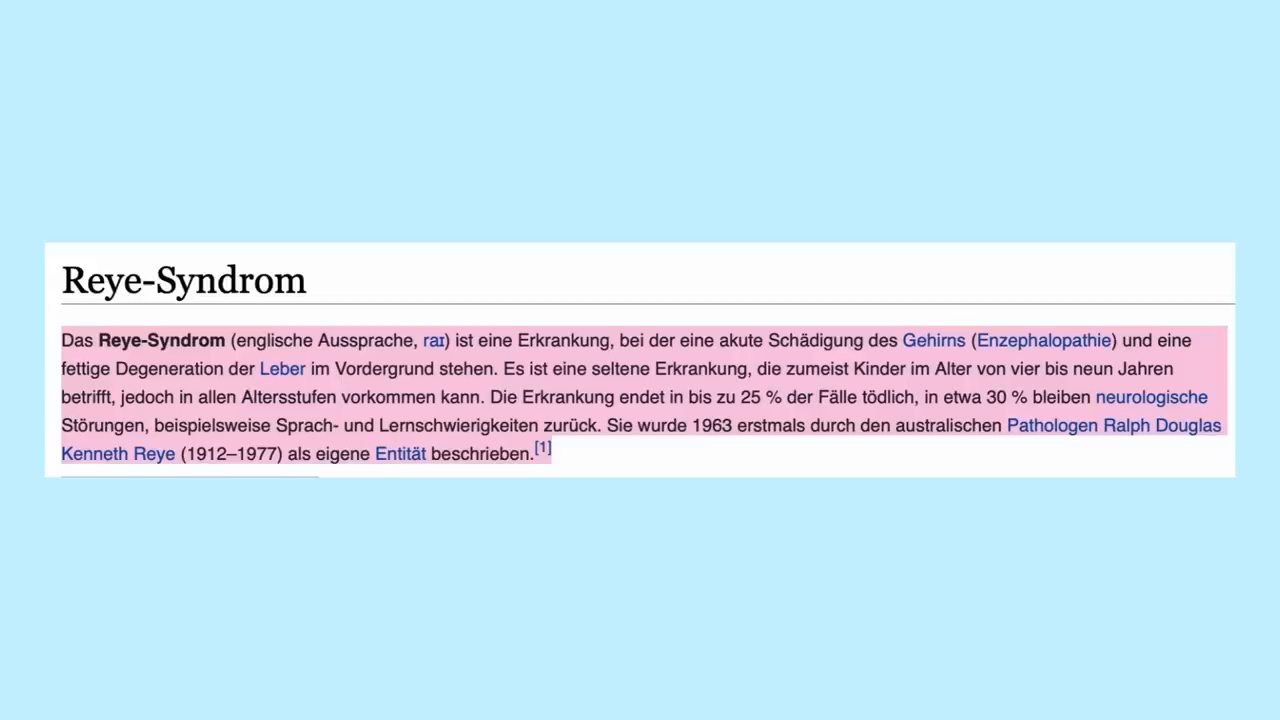 Reye-Syndrom
Das Reye-Syndrom (englische Aussprache, raɪ) ist eine Erkrankung, bei der eine akute Schädigung des Gehirns (Enzephalopathie) und eine
fettige Degeneration der Leber im Vordergrund stehen. Es ist eine seltene Erkrankung, die zumeist Kinder im Alter von vier bis neun Jahren
betrifft, jedoch in allen Altersstufen vorkommen kann. Die Erkrankung endet in bis zu 25 % der Fälle tödlich, in etwa 30 % bleiben neurologische
Störungen, beispielsweise Sprach- und Lernschwierigkeiten zurück. Sie wurde 1963 erstmals durch den australischen Pathologen Ralph Douglas
Kenneth Reye (1912–1977) als eigene Entität beschrieben.[1]